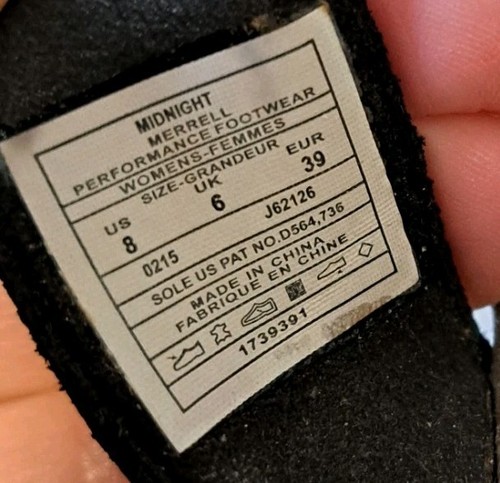 MIDNIGHT
MERRELL
PERFORMANCE FOOTWEAR
WOMENS-FEMMES
SIZE-GRANDEUR
US UK EUR
8 6 39
0215 J62126
SOLE US PAT NO.D564,736
MADE IN CHINA
FABRIQUE EN CHINE
1739391